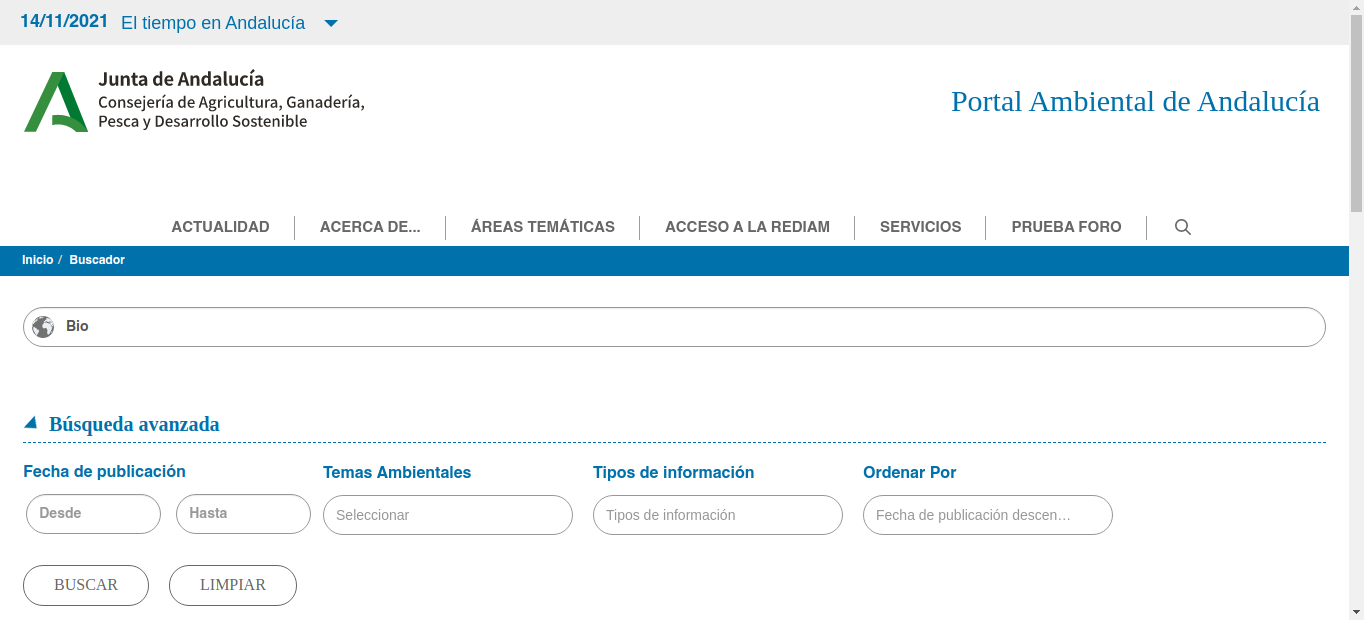 14/11/2021 El tiempo en Andalucía
Junta de Andalucía
Consejería de Agricultura, Ganadería,
Pesca y Desarrollo Sostenible
Portal Ambiental de Andalucía
ACTUALIDAD ACERCA DE... ÁREAS TEMÁTICAS ACCESO A LA REDIAM SERVICIOS PRUEBA FORO
Inicio / Buscador
Bio
Búsqueda avanzada
Fecha de publicación Temas Ambientales Tipos de información Ordenar Por
Desde Hasta Seleccionar Tipos de información Fecha de publicación descen…
BUSCAR LIMPIAR